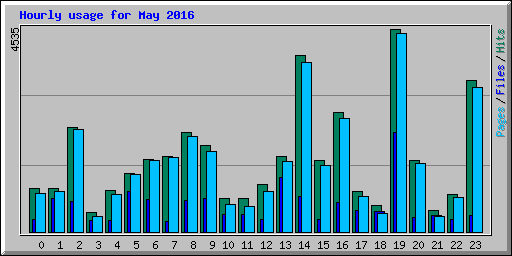 Hourly usage for May 2016
4535
Pages / Files / Hits
0 1 2 3 4 5 6 7 8 9 10 11 12 13 14 15 16 17 18 19 20 21 22 23